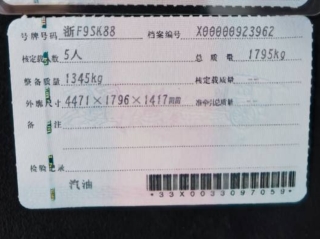 号牌号码 浙F9SK88 档案编号 X00000923962
核定载人数 5人 总质量 1795kg
整备质量 1345kg 核定载质量 --
外廓尺寸 4471×1796×1417mm 准牵引总质量 --
备注
检验记录
汽油
*33X0033097059*